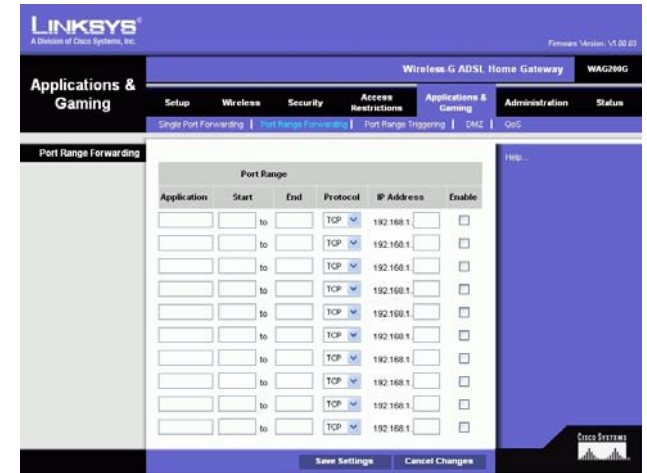 LINKSYS®
A Division of Cisco Systems, Inc.
Firmware Version: V1.00.03
Wireless-G ADSL Home Gateway WAG200G
Applications & Gaming
Setup Wireless Security Access Restrictions Applications & Gaming Administration Status
Single Port Forwarding | Port Range Forwarding | Port Range Triggering | DMZ | QoS
Port Range Forwarding
Help...
Port Range
Application Start End Protocol IP Address Enable
to TCP 192.168.1.
to TCP 192.168.1.
to TCP 192.168.1.
to TCP 192.168.1.
to TCP 192.168.1.
to TCP 192.168.1.
to TCP 192.168.1.
to TCP 192.168.1.
to TCP 192.168.1.
to TCP 192.168.1.
Save Settings Cancel Changes
CISCO SYSTEMS